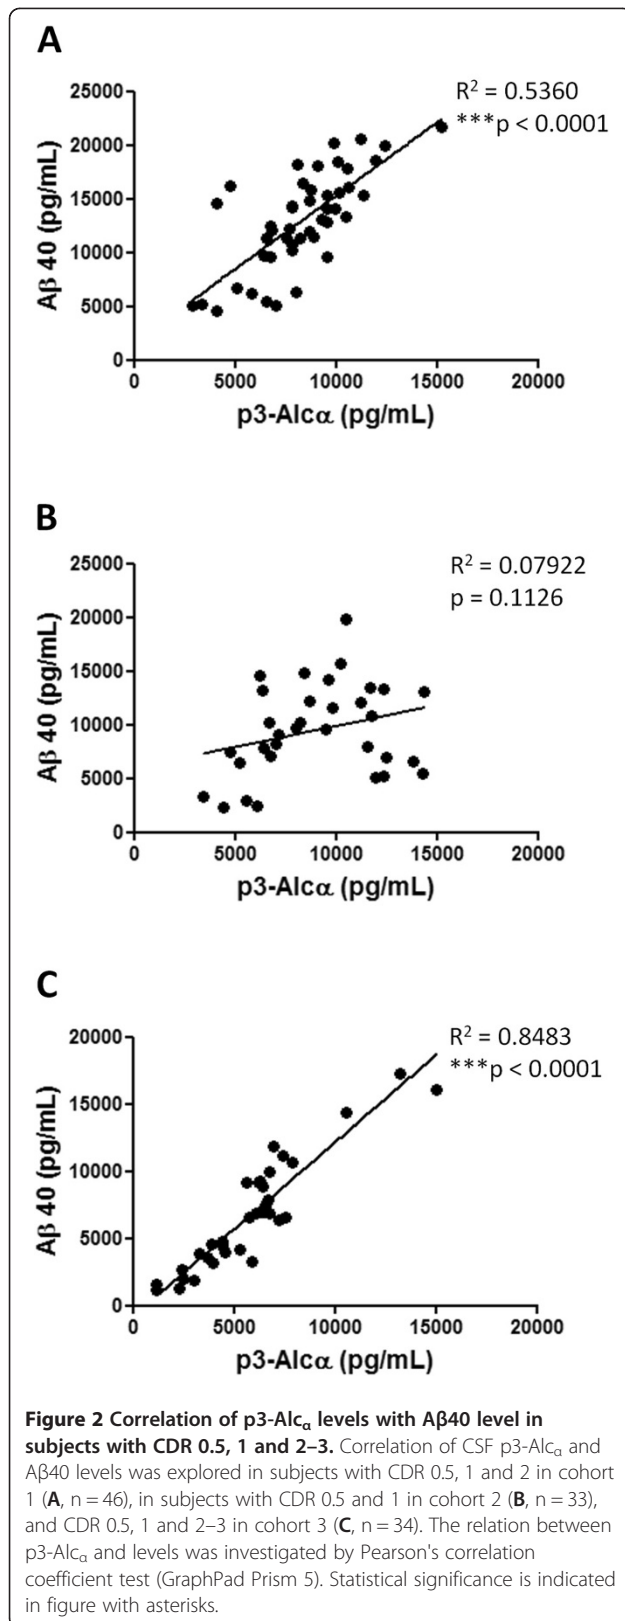 A
R² = 0.5360
***p < 0.0001
25000
20000
15000
10000
5000
0
Aβ 40 (pg/mL)
0 5000 10000 15000 20000
p3-Alcα (pg/mL)
B
R² = 0.07922
p = 0.1126
25000
20000
15000
10000
5000
0
Aβ 40 (pg/mL)
0 5000 10000 15000 20000
p3-Alcα (pg/mL)
C
R² = 0.8483
***p < 0.0001
20000
15000
10000
5000
0
Aβ 40 (pg/mL)
0 5000 10000 15000 20000
p3-Alcα (pg/mL)
Figure 2 Correlation of p3-Alcα levels with Aβ40 level in
subjects with CDR 0.5, 1 and 2–3. Correlation of CSF p3-Alcα and
Aβ40 levels was explored in subjects with CDR 0.5, 1 and 2 in cohort
1 (A, n = 46), in subjects with CDR 0.5 and 1 in cohort 2 (B, n = 33),
and CDR 0.5, 1 and 2–3 in cohort 3 (C, n = 34). The relation between
p3-Alcα and levels was investigated by Pearson's correlation
coefficient test (GraphPad Prism 5). Statistical significance is indicated
in figure with asterisks.